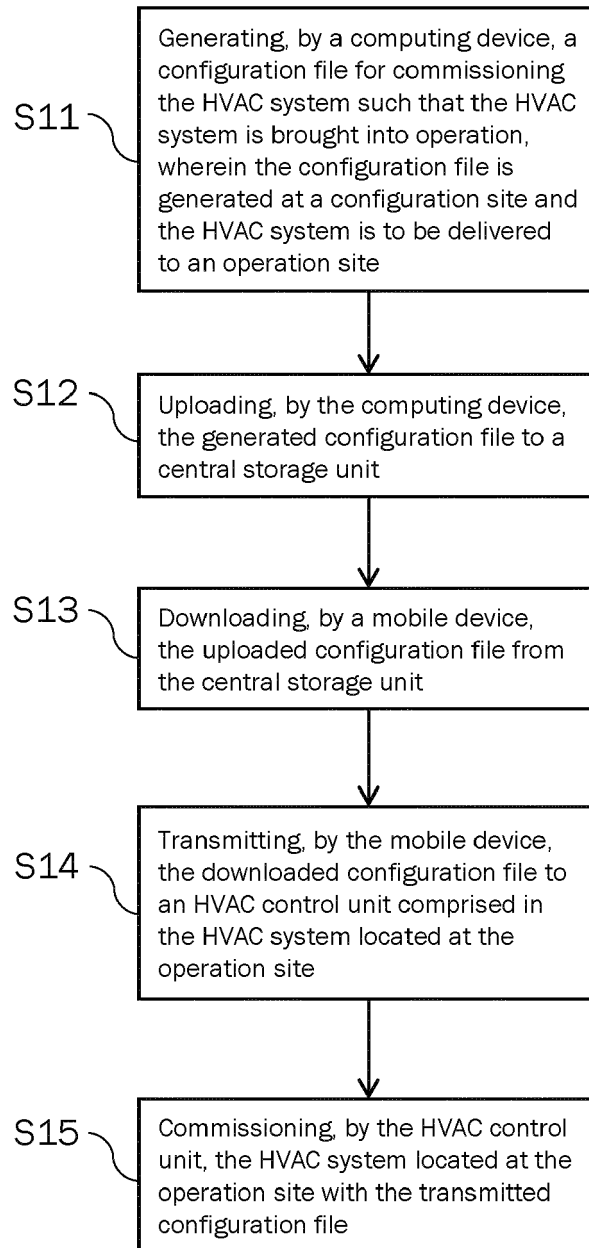 S11
Generating, by a computing device, a
configuration file for commissioning
the HVAC system such that the HVAC
system is brought into operation,
wherein the configuration file is
generated at a configuration site and
the HVAC system is to be delivered
to an operation site
S12
Uploading, by the computing device,
the generated configuration file to a
central storage unit
S13
Downloading, by a mobile device,
the uploaded configuration file from
the central storage unit
S14
Transmitting, by the mobile device,
the downloaded configuration file to
an HVAC control unit comprised in
the HVAC system located at the
operation site
S15
Commissioning, by the HVAC control
unit, the HVAC system located at the
operation site with the transmitted
configuration file